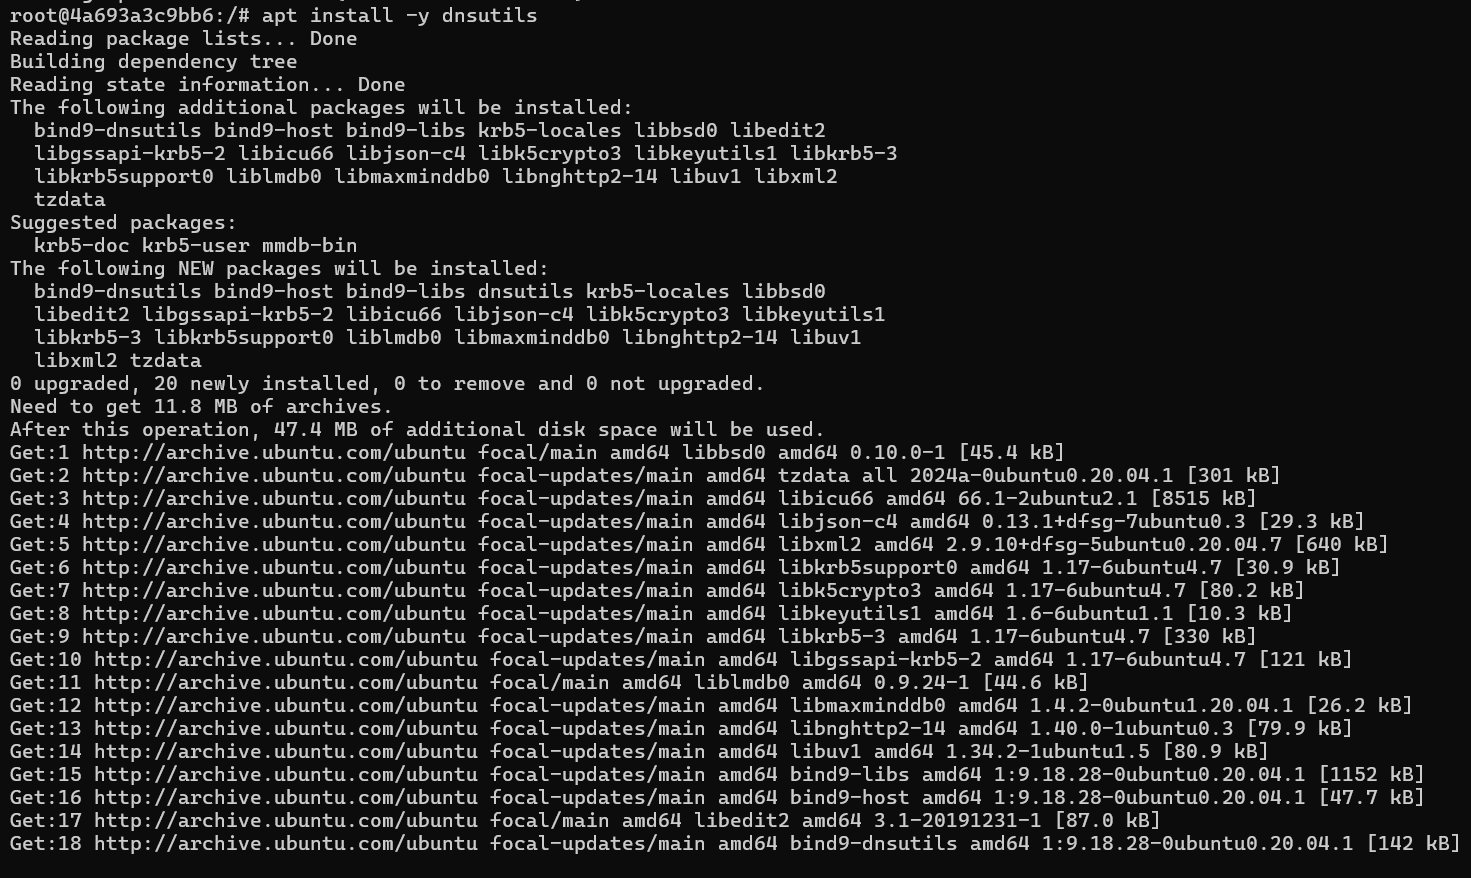 root@4a693a3c9bb6:/# apt install -y dnsutils
Reading package lists... Done
Building dependency tree
Reading state information... Done
The following additional packages will be installed:
  bind9-dnsutils bind9-host bind9-libs krb5-locales libbsd0 libedit2
  libgssapi-krb5-2 libicu66 libjson-c4 libk5crypto3 libkeyutils1 libkrb5-3
  libkrb5support0 liblmdb0 libmaxminddb0 libnghttp2-14 libuv1 libxml2
  tzdata
Suggested packages:
  krb5-doc krb5-user mmdb-bin
The following NEW packages will be installed:
  bind9-dnsutils bind9-host bind9-libs dnsutils krb5-locales libbsd0
  libedit2 libgssapi-krb5-2 libicu66 libjson-c4 libk5crypto3 libkeyutils1
  libkrb5-3 libkrb5support0 liblmdb0 libmaxminddb0 libnghttp2-14 libuv1
  libxml2 tzdata
0 upgraded, 20 newly installed, 0 to remove and 0 not upgraded.
Need to get 11.8 MB of archives.
After this operation, 47.4 MB of additional disk space will be used.
Get:1 http://archive.ubuntu.com/ubuntu focal/main amd64 libbsd0 amd64 0.10.0-1 [45.4 kB]
Get:2 http://archive.ubuntu.com/ubuntu focal-updates/main amd64 tzdata all 2024a-0ubuntu0.20.04.1 [301 kB]
Get:3 http://archive.ubuntu.com/ubuntu focal-updates/main amd64 libicu66 amd64 66.1-2ubuntu2.1 [8515 kB]
Get:4 http://archive.ubuntu.com/ubuntu focal-updates/main amd64 libjson-c4 amd64 0.13.1+dfsg-7ubuntu0.3 [29.3 kB]
Get:5 http://archive.ubuntu.com/ubuntu focal-updates/main amd64 libxml2 amd64 2.9.10+dfsg-5ubuntu0.20.04.7 [640 kB]
Get:6 http://archive.ubuntu.com/ubuntu focal-updates/main amd64 libkrb5support0 amd64 1.17-6ubuntu4.7 [30.9 kB]
Get:7 http://archive.ubuntu.com/ubuntu focal-updates/main amd64 libk5crypto3 amd64 1.17-6ubuntu4.7 [80.2 kB]
Get:8 http://archive.ubuntu.com/ubuntu focal-updates/main amd64 libkeyutils1 amd64 1.6-6ubuntu1.1 [10.3 kB]
Get:9 http://archive.ubuntu.com/ubuntu focal-updates/main amd64 libkrb5-3 amd64 1.17-6ubuntu4.7 [330 kB]
Get:10 http://archive.ubuntu.com/ubuntu focal-updates/main amd64 libgssapi-krb5-2 amd64 1.17-6ubuntu4.7 [121 kB]
Get:11 http://archive.ubuntu.com/ubuntu focal/main amd64 liblmdb0 amd64 0.9.24-1 [44.6 kB]
Get:12 http://archive.ubuntu.com/ubuntu focal-updates/main amd64 libmaxminddb0 amd64 1.4.2-0ubuntu1.20.04.1 [26.2 kB]
Get:13 http://archive.ubuntu.com/ubuntu focal-updates/main amd64 libnghttp2-14 amd64 1.40.0-1ubuntu0.3 [79.9 kB]
Get:14 http://archive.ubuntu.com/ubuntu focal-updates/main amd64 libuv1 amd64 1.34.2-1ubuntu1.5 [80.9 kB]
Get:15 http://archive.ubuntu.com/ubuntu focal-updates/main amd64 bind9-libs amd64 1:9.18.28-0ubuntu0.20.04.1 [1152 kB]
Get:16 http://archive.ubuntu.com/ubuntu focal-updates/main amd64 bind9-host amd64 1:9.18.28-0ubuntu0.20.04.1 [47.7 kB]
Get:17 http://archive.ubuntu.com/ubuntu focal/main amd64 libedit2 amd64 3.1-20191231-1 [87.0 kB]
Get:18 http://archive.ubuntu.com/ubuntu focal-updates/main amd64 bind9-dnsutils amd64 1:9.18.28-0ubuntu0.20.04.1 [142 kB]